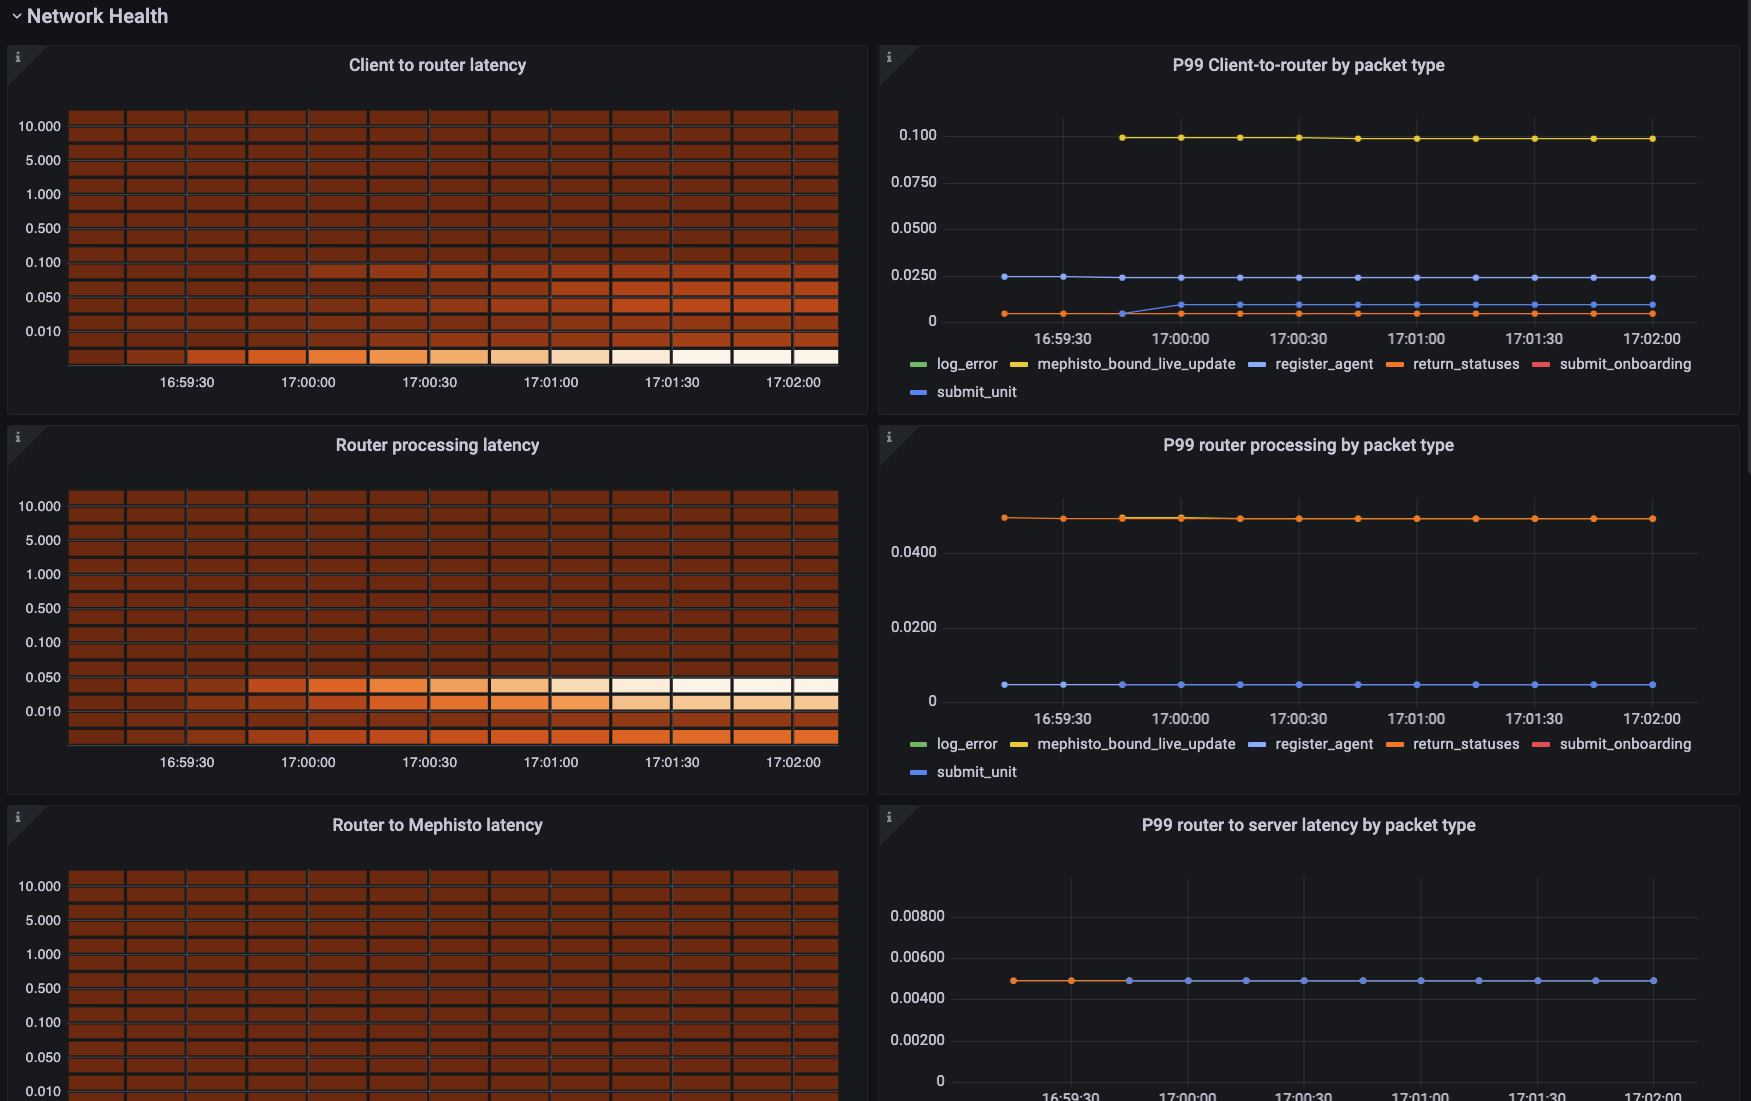 Network Health
i
Client to router latency
10.000
5.000
1.000
0.500
0.100
0.050
0.010
16:59:30 17:00:00 17:00:30 17:01:00 17:01:30 17:02:00
i
P99 Client-to-router by packet type
0.100
0.0750
0.0500
0.0250
0
16:59:30 17:00:00 17:00:30 17:01:00 17:01:30 17:02:00
log_error mephisto_bound_live_update register_agent return_statuses submit_onboarding
submit_unit
i
Router processing latency
10.000
5.000
1.000
0.500
0.100
0.050
0.010
16:59:30 17:00:00 17:00:30 17:01:00 17:01:30 17:02:00
i
P99 router processing by packet type
0.0400
0.0200
0
16:59:30 17:00:00 17:00:30 17:01:00 17:01:30 17:02:00
log_error mephisto_bound_live_update register_agent return_statuses submit_onboarding
submit_unit
i
Router to Mephisto latency
10.000
5.000
1.000
0.500
0.100
0.050
0.010
i
P99 router to server latency by packet type
0.00800
0.00600
0.00400
0.00200
0
16:59:30 17:00:00 17:00:30 17:01:00 17:01:30 17:02:00